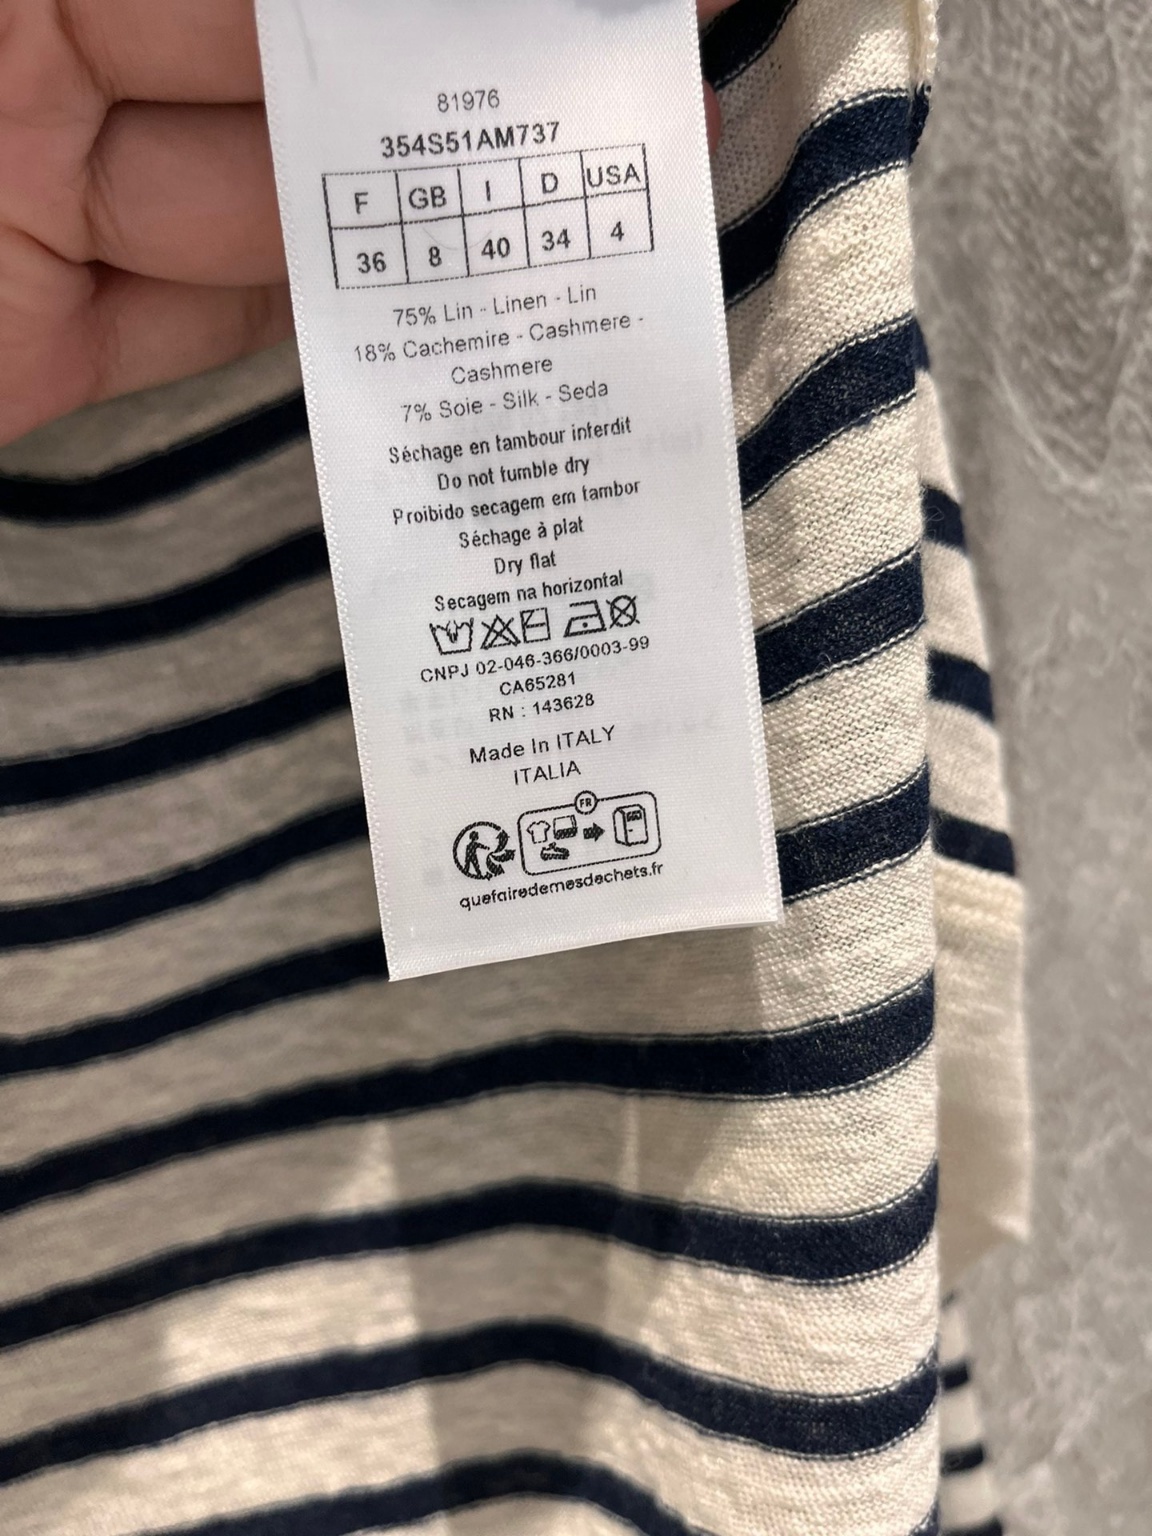 81976
354S51AM737
F GB I D USA
36 8 40 34 4
75% Lin - Linen - Lin
18% Cachemire - Cashmere -
Cashmere
7% Soie - Silk - Seda
Séchage en tambour interdit
Do not tumble dry
Proibido secagem em tambor
Séchage à plat
Dry flat
Secagem na horizontal
CNPJ 02-046-366/0003-99
CA65281
RN : 143628
Made In ITALY
ITALIA
FR
quefairedemesdechets.fr